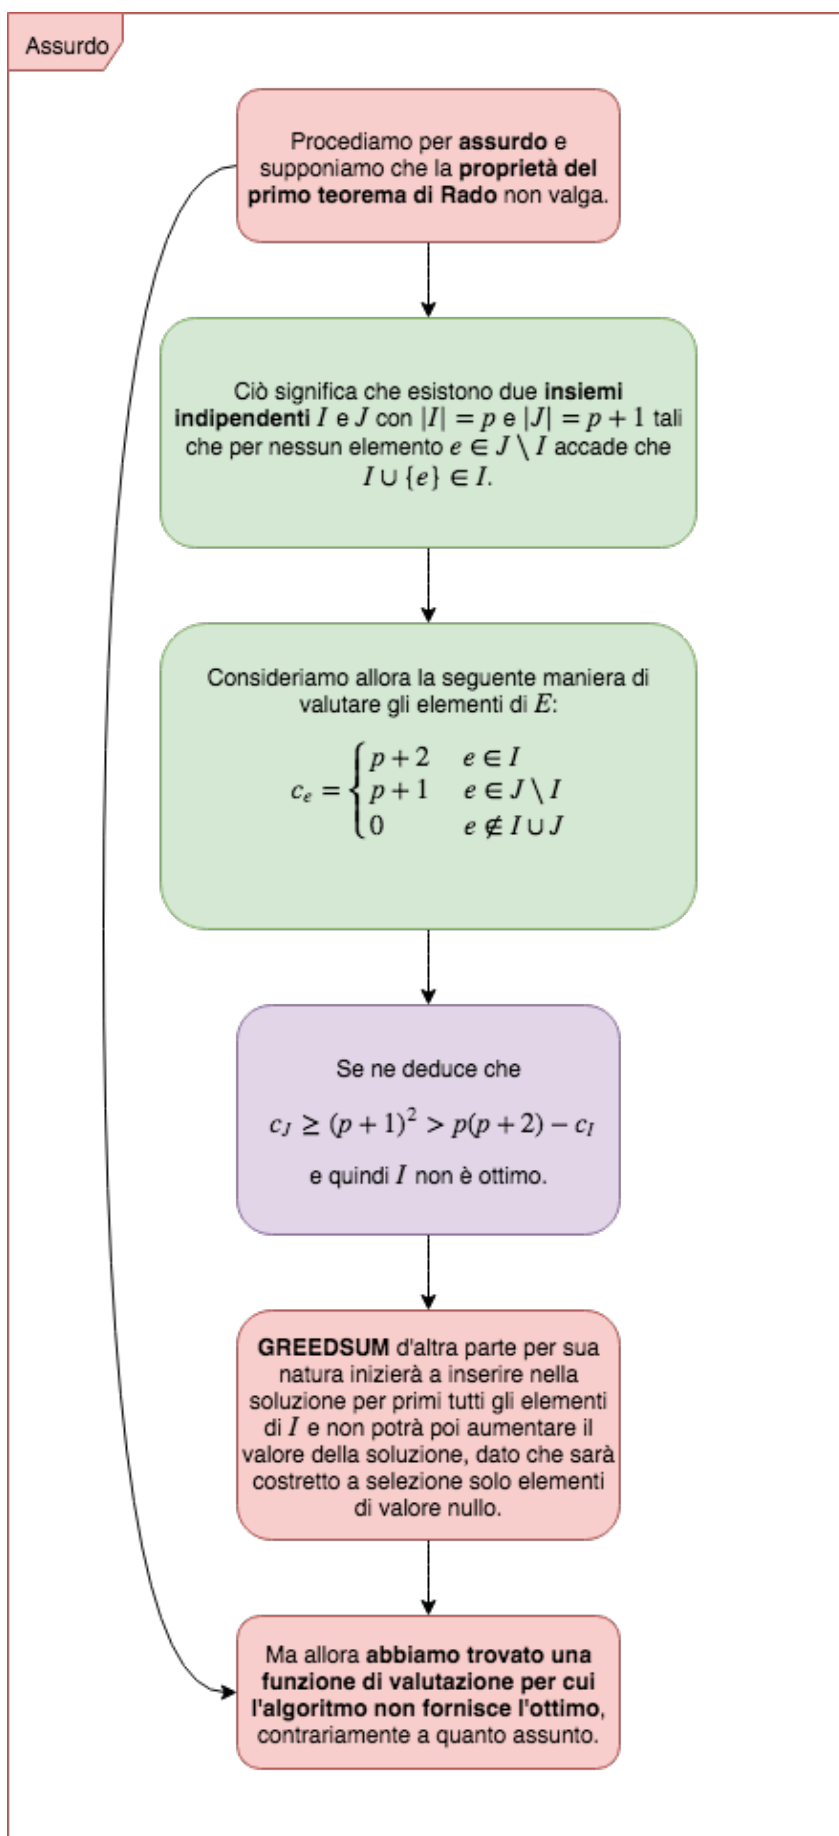 Assurdo
Procediamo per assurdo e
supponiamo che la proprietà del
primo teorema di Rado non valga.
Ciò significa che esistono due insiemi
indipendenti I e J con |I| = p e |J| = p + 1 tali
che per nessun elemento e ∈ J \ I accade che
I ∪ {e} ∈ I.
Consideriamo allora la seguente maniera di
valutare gli elementi di E:
c_e = { p + 2 e ∈ I
p + 1 e ∈ J \ I
0 e ∉ I ∪ J
Se ne deduce che
c_J ≥ (p + 1)² > p(p + 2) − c_I
e quindi I non è ottimo.
GREEDSUM d'altra parte per sua
natura inizierà a inserire nella
soluzione per primi tutti gli elementi
di I e non potrà poi aumentare il
valore della soluzione, dato che sarà
costretto a selezione solo elementi
di valore nullo.
Ma allora abbiamo trovato una
funzione di valutazione per cui
l'algoritmo non fornisce l'ottimo,
contrariamente a quanto assunto.